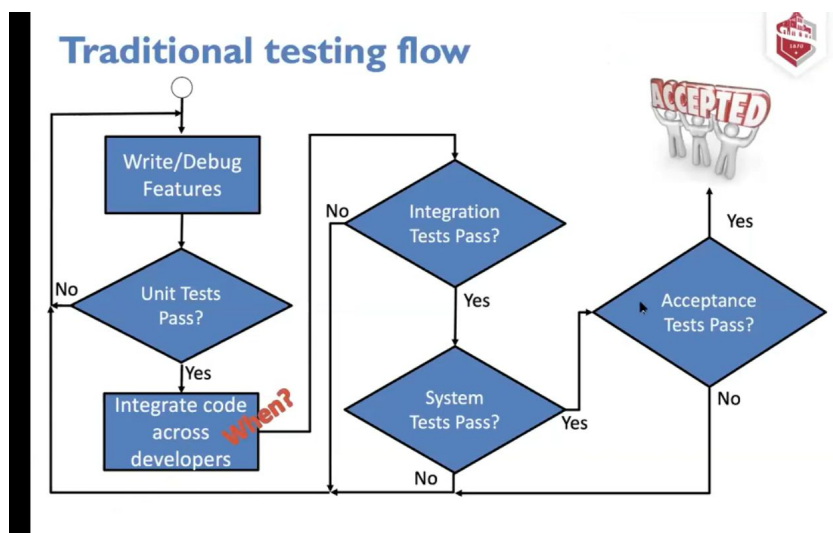 Traditional testing flow
ACCEPTED
Write/Debug
Features
No
Unit Tests
Pass?
Yes
Integrate code
across
developers
When?
No
Integration
Tests Pass?
Yes
System
Tests Pass?
Yes
No
Yes
Acceptance
Tests Pass?
No